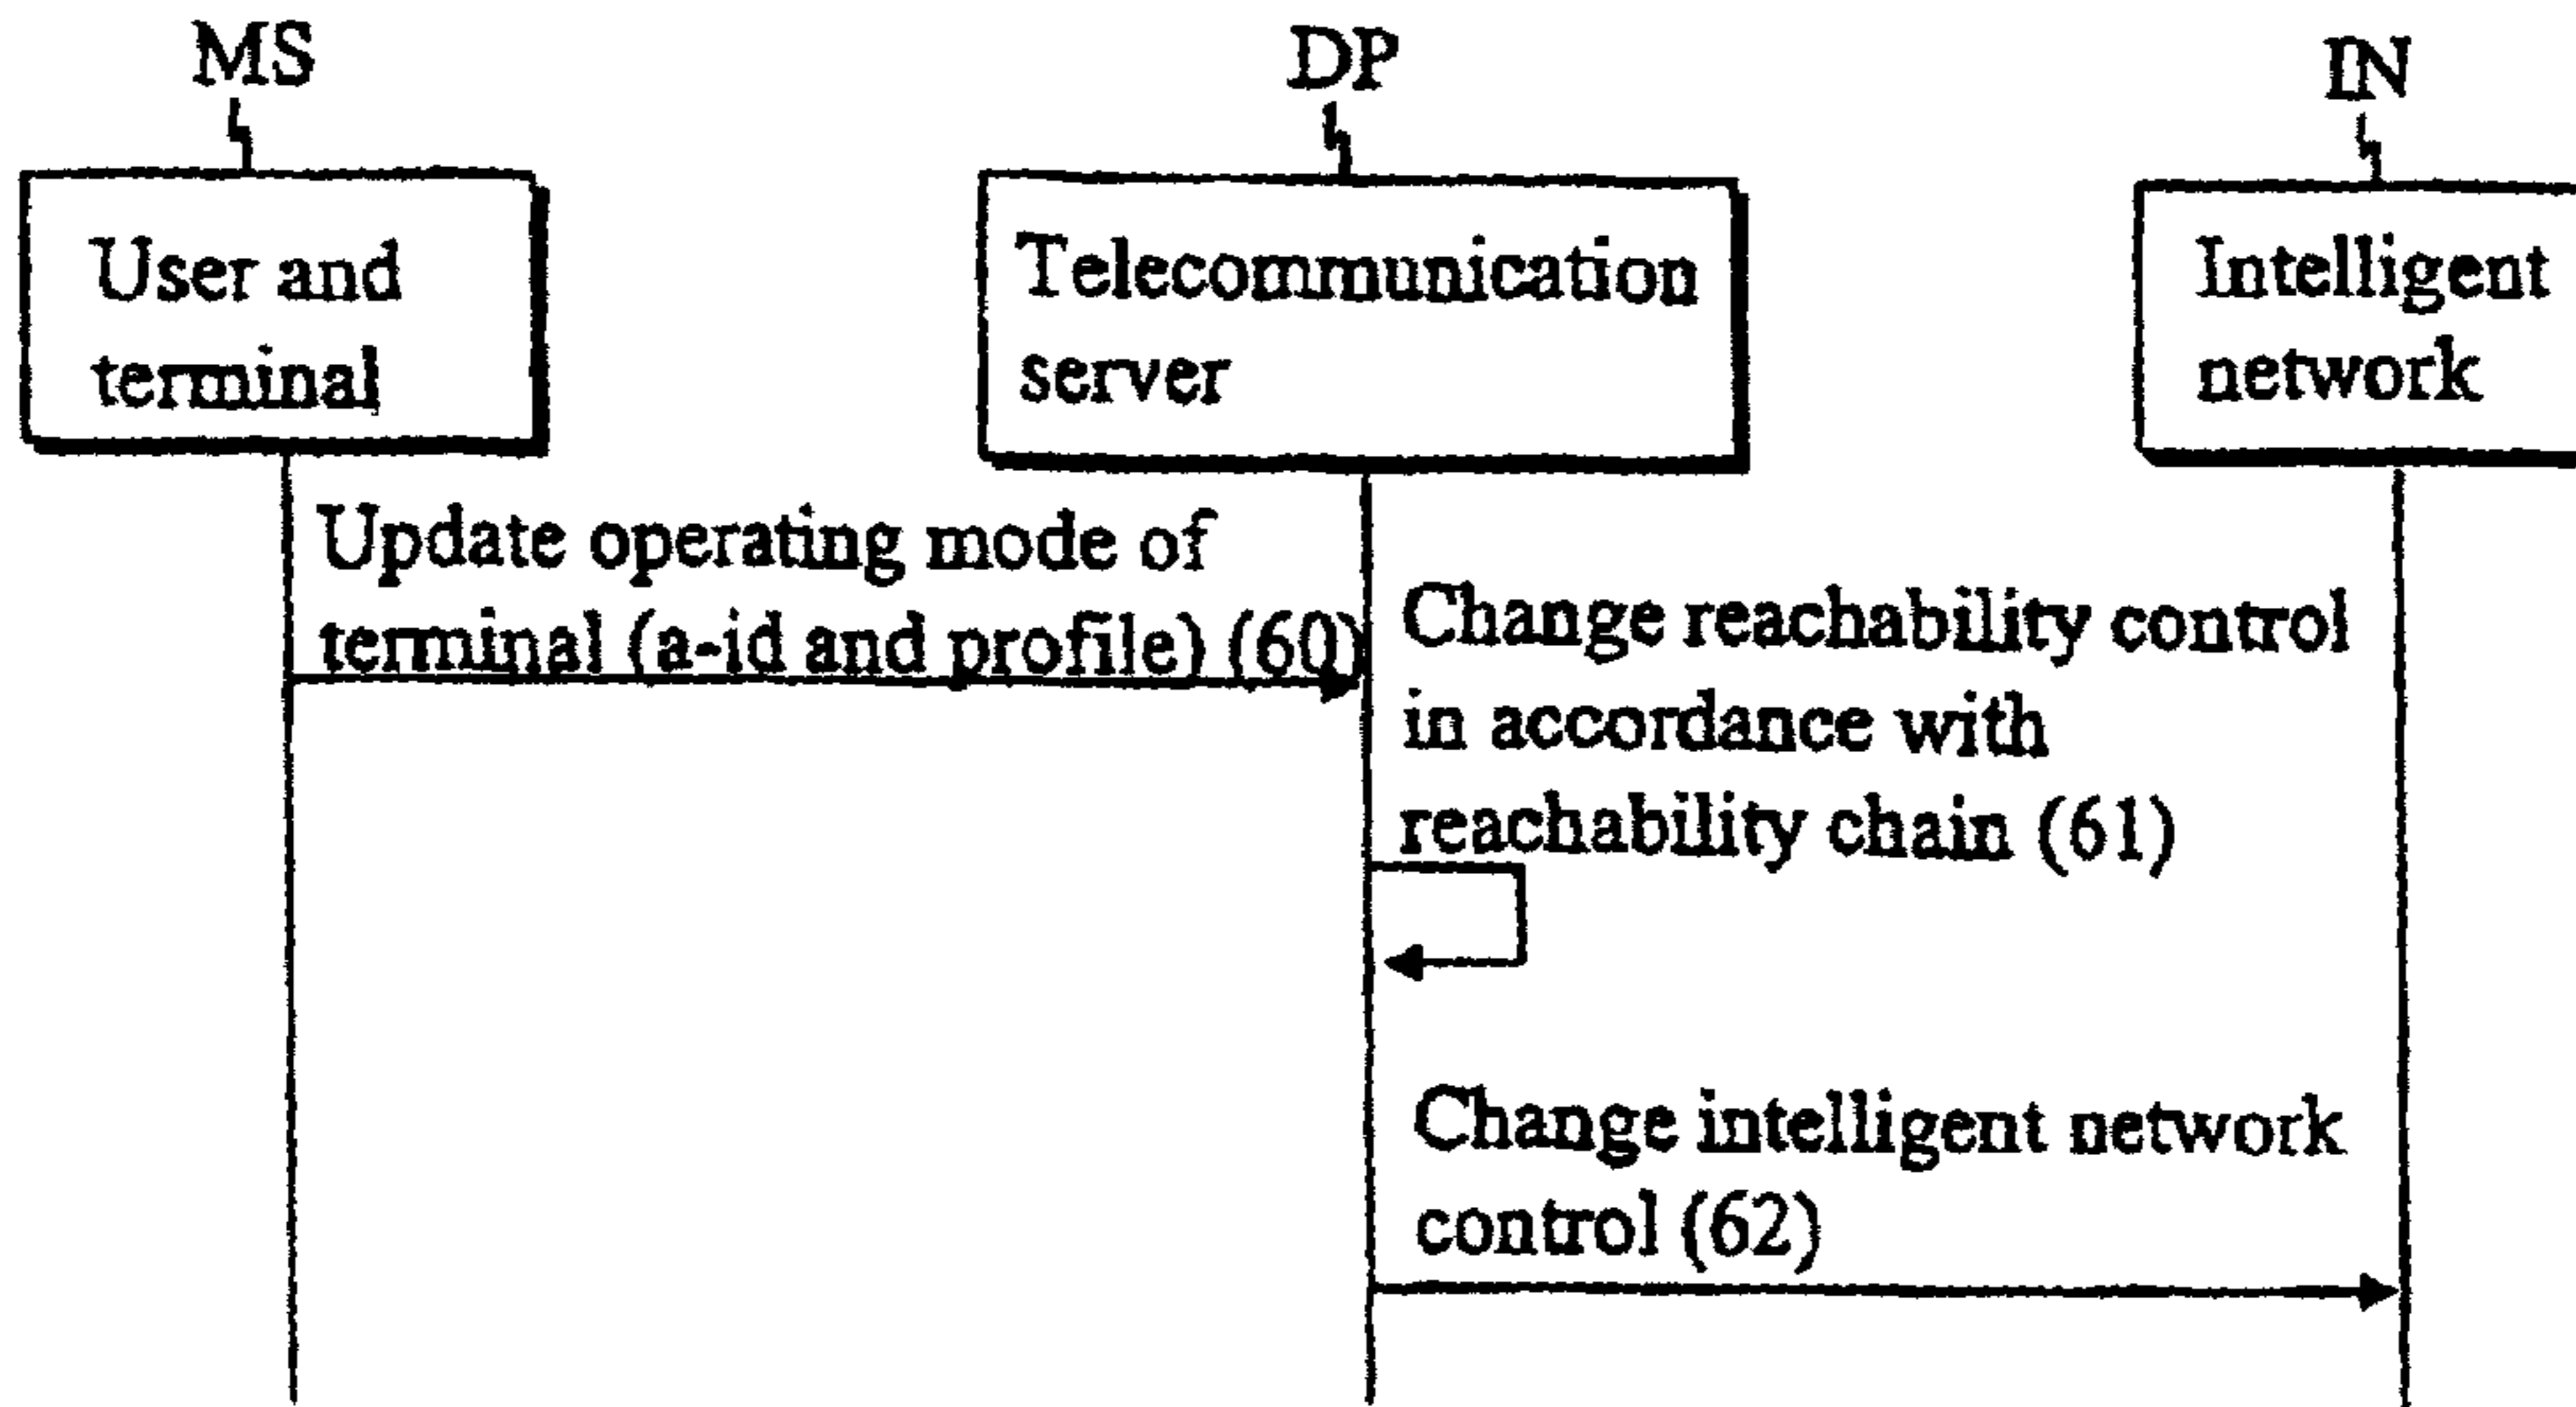 MS
DP
IN
User and
terminal
Telecommunication
server
Intelligent
network
Update operating mode of
terminal (a-id and profile) (60)
Change reachability control
in accordance with
reachability chain (61)
Change intelligent network
control (62)